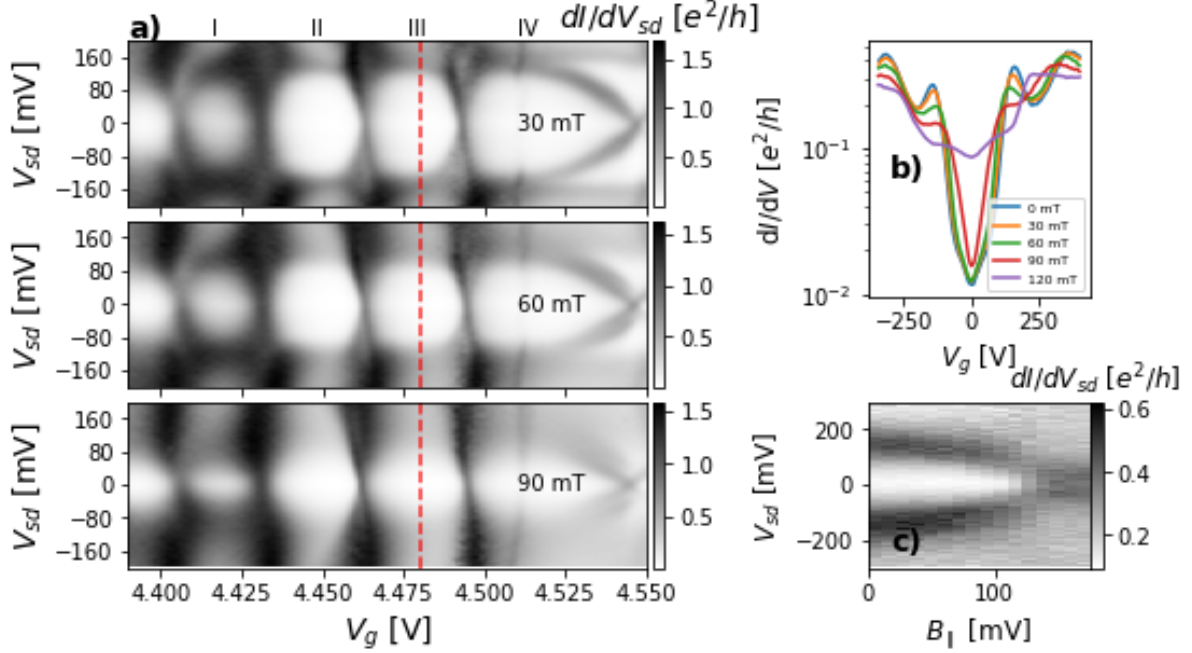 a) I II III IV dI/dV_sd [e²/h]
160
80
0
−80
−160
V_sd [mV]
30 mT
1.5
1.0
0.5
160
80
0
−80
−160
V_sd [mV]
60 mT
1.5
1.0
0.5
160
80
0
−80
−160
V_sd [mV]
90 mT
1.5
1.0
0.5
4.400 4.425 4.450 4.475 4.500 4.525 4.550
V_g [V]
dI/dV [e²/h]
10⁻¹
10⁻²
b)
0 mT
30 mT
60 mT
90 mT
120 mT
−250 0 250
V_g [V]
dI/dV_sd [e²/h]
V_sd [mV]
200
0
−200
c)
0.6
0.4
0.2
0 100
B_∥ [mV]